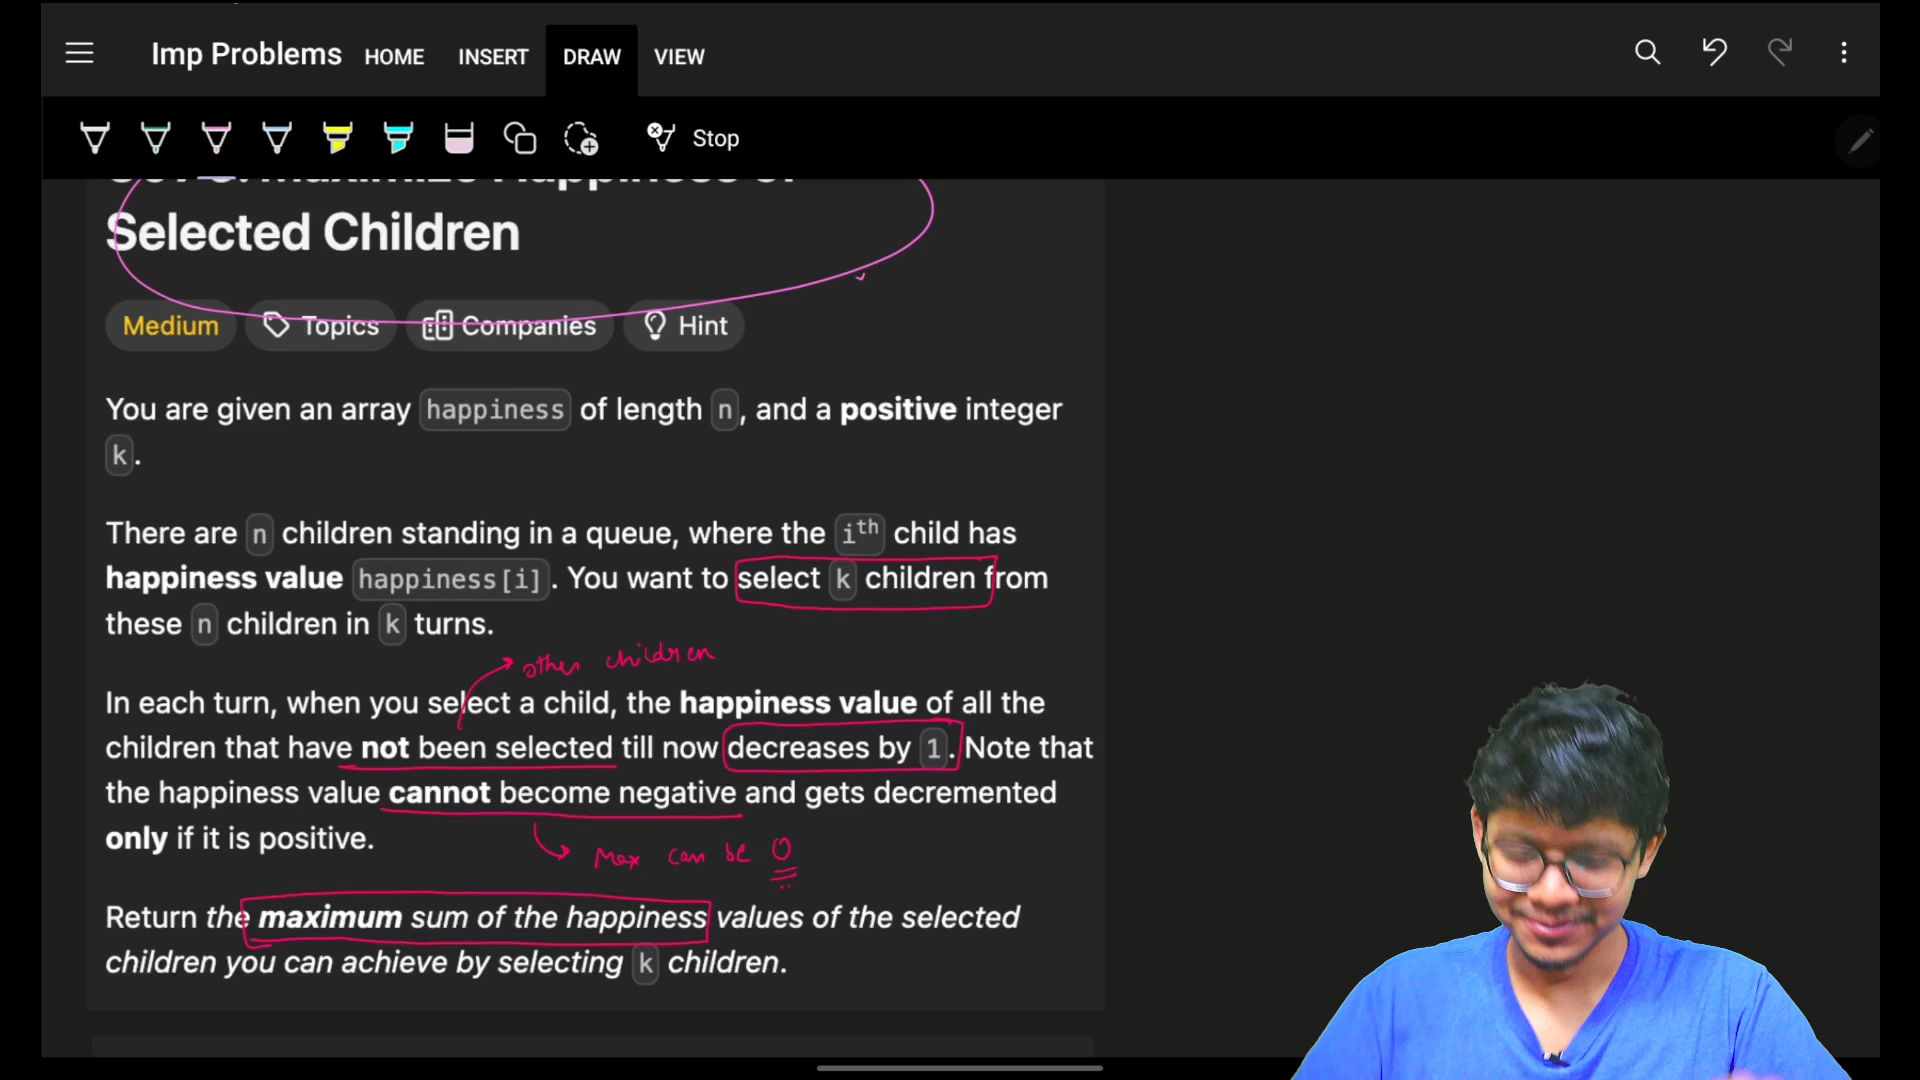 Imp Problems HOME INSERT DRAW VIEW
Stop
Maximize Happiness of
Selected Children
Medium Topics Companies Hint
You are given an array happiness of length n, and a positive integer
k.
There are n children standing in a queue, where the iᵗʰ child has
happiness value happiness[i]. You want to select k children from
these n children in k turns.
other children
In each turn, when you select a child, the happiness value of all the
children that have not been selected till now decreases by 1. Note that
the happiness value cannot become negative and gets decremented
only if it is positive.
Max can be 0
Return the maximum sum of the happiness values of the selected
children you can achieve by selecting k children.